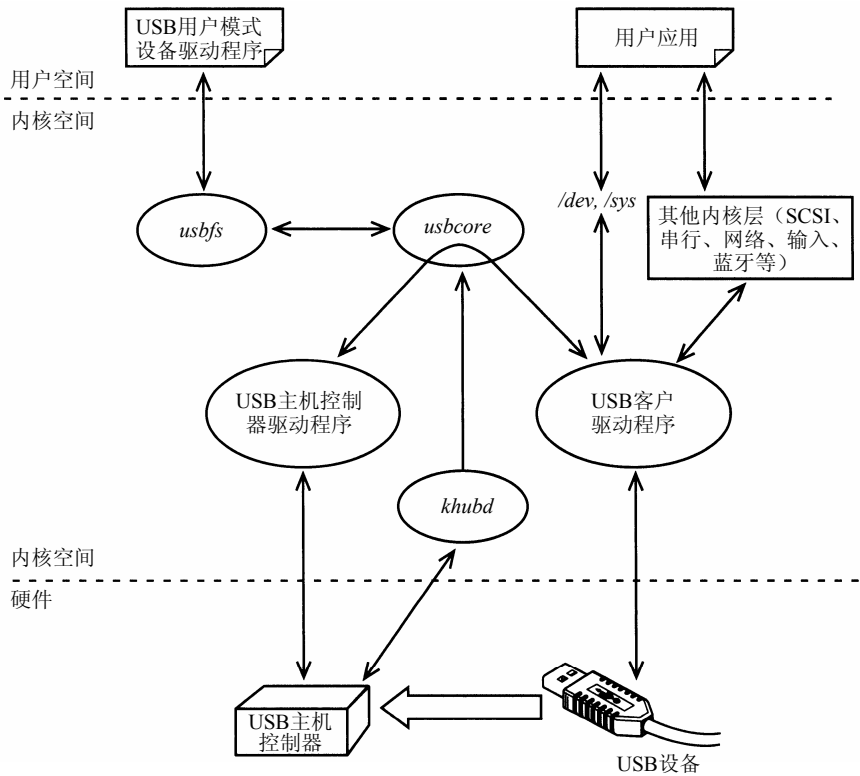 USB用户模式
设备驱动程序
用户应用
用户空间
内核空间
usbfs
usbcore
/dev, /sys
其他内核层（SCSI、
串行、网络、输入、
蓝牙等）
USB主机控制
器驱动程序
USB客户
驱动程序
khubd
内核空间
硬件
USB主机
控制器
USB设备